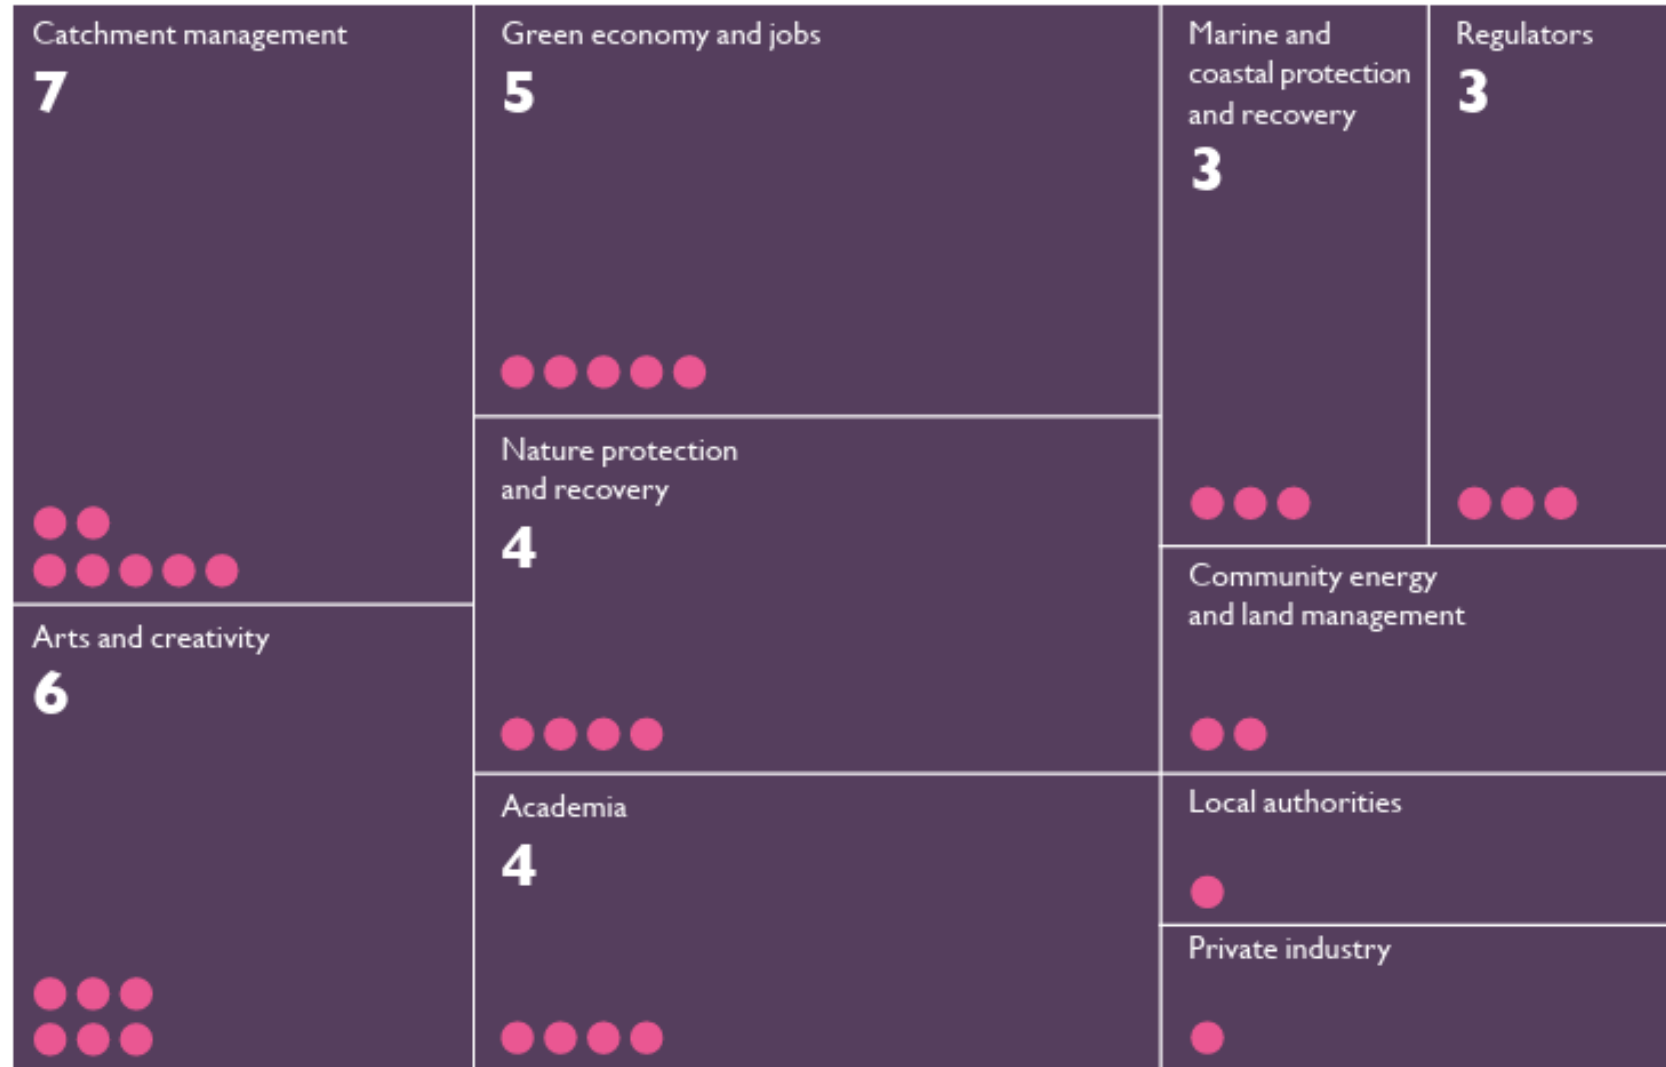 Catchment management
7
Arts and creativity
6
Green economy and jobs
5
Nature protection
and recovery
4
Academia
4
Marine and
coastal protection
and recovery
3
Regulators
3
Community energy
and land management
Local authorities
Private industry